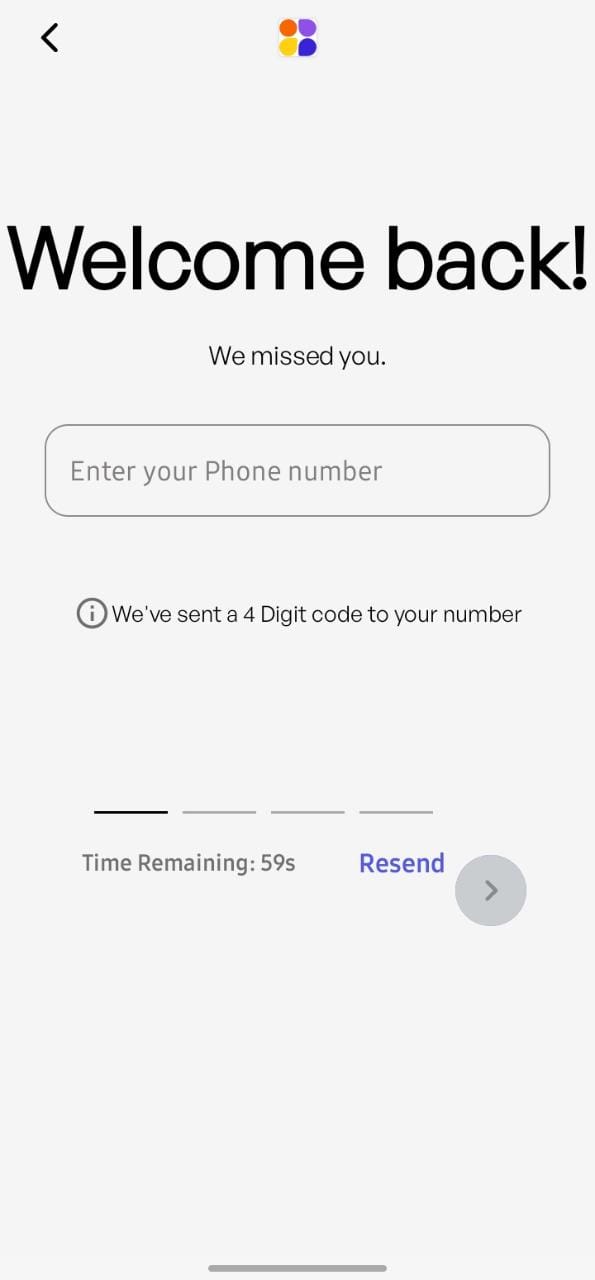 Welcome back!
We missed you.
Enter your Phone number
We've sent a 4 Digit code to your number
Time Remaining: 59s Resend